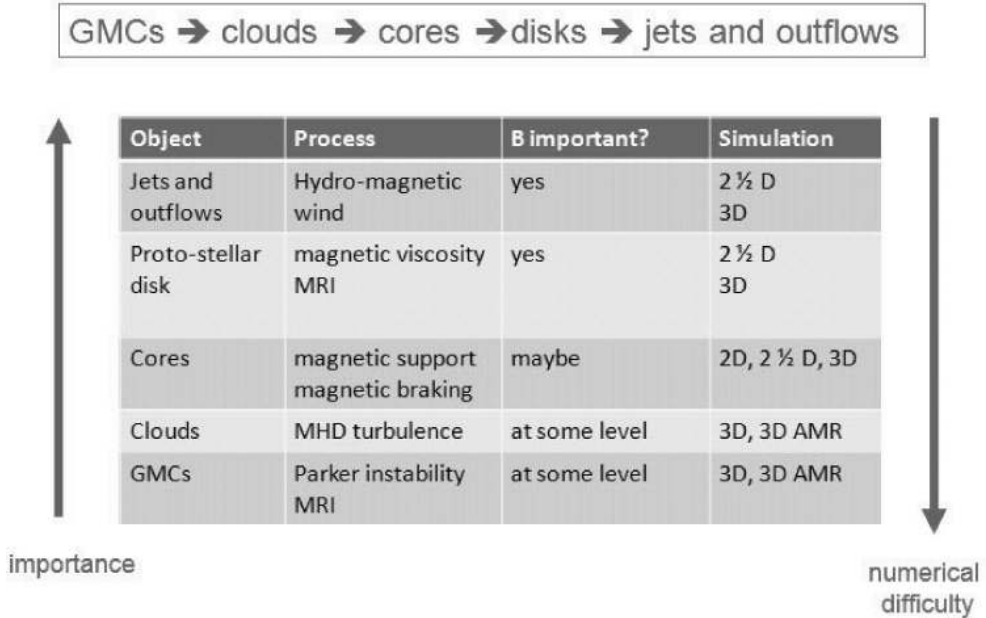 GMCs ➔ clouds ➔ cores ➔disks ➔ jets and outflows
Object Process B important? Simulation
Jets and outflows Hydro-magnetic wind yes 2 ½ D 3D
Proto-stellar disk magnetic viscosity MRI yes 2 ½ D 3D
Cores magnetic support magnetic braking maybe 2D, 2 ½ D, 3D
Clouds MHD turbulence at some level 3D, 3D AMR
GMCs Parker instability MRI at some level 3D, 3D AMR
importance
numerical
difficulty